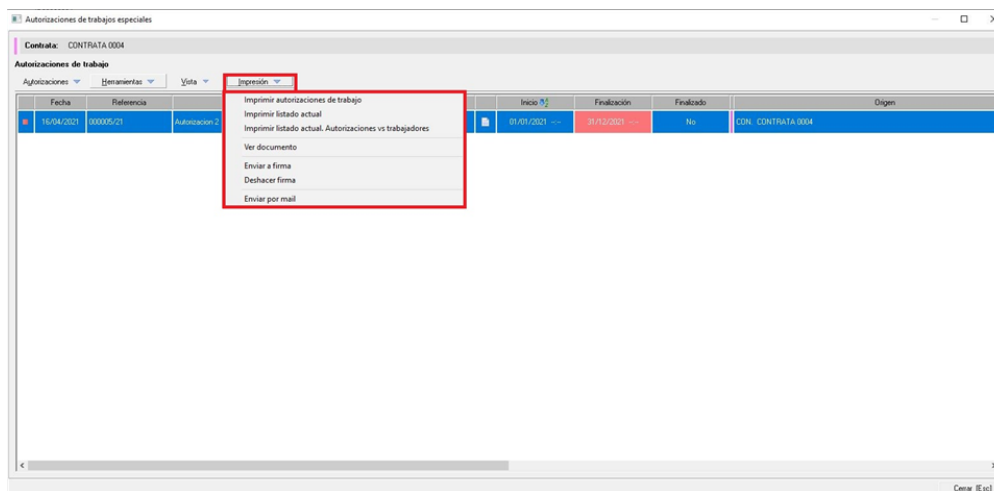 Autorizaciones de trabajos especiales
Contrata: CONTRATA 0004
Autorizaciones de trabajo
Autorizaciones Herramientas Vista Impresión
Fecha Referencia Inicio Finalización Finalizado Origen
16/04/2021 000005/21 Autorizacion 2 01/01/2021 --:-- 31/12/2021 --:-- No CON. CONTRATA 0004
Imprimir autorizaciones de trabajo
Imprimir listado actual
Imprimir listado actual. Autorizaciones vs trabajadores
Ver documento
Enviar a firma
Deshacer firma
Enviar por mail
Cerrar [Esc]